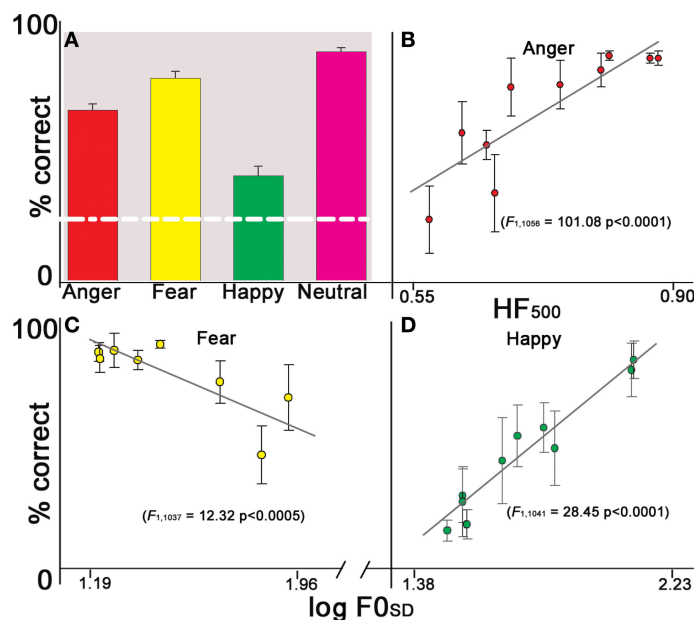 100
A
B
Anger
% correct
(F1,1056 = 101.08 p<0.0001)
0
Anger Fear Happy Neutral
0.55
HF500
0.90
100
C
Fear
D
Happy
% correct
(F1,1037 = 12.32 p<0.0005)
(F1,1041 = 28.45 p<0.0001)
0
1.19
1.96
1.38
2.23
log F0SD